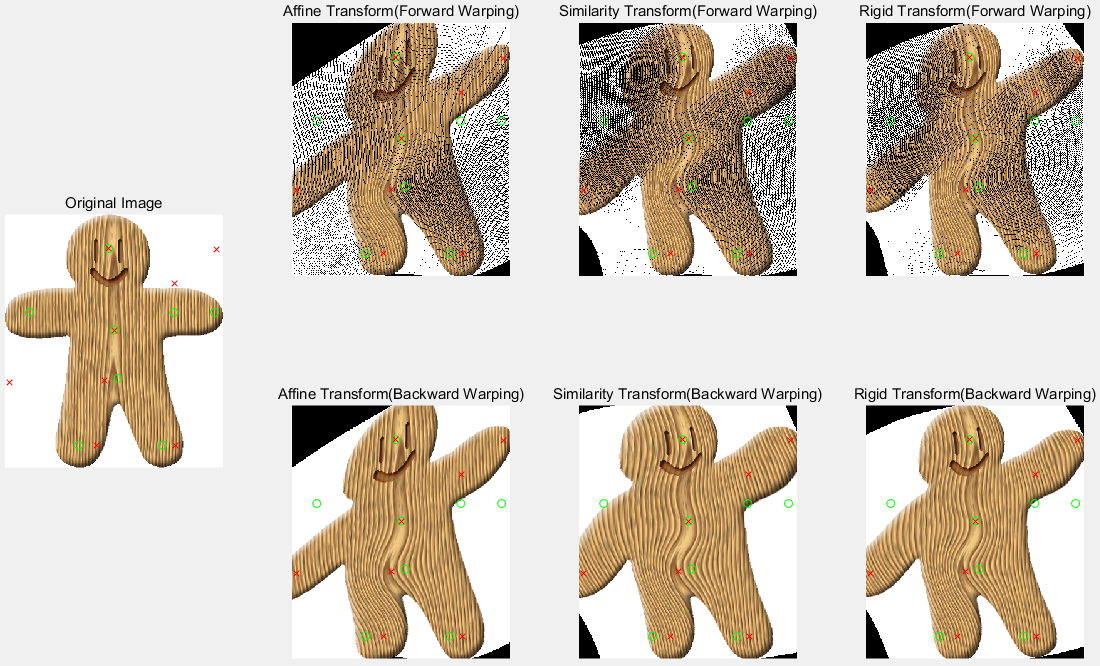 Affine Transform(Forward Warping)
Similarity Transform(Forward Warping)
Rigid Transform(Forward Warping)
Original Image
Affine Transform(Backward Warping)
Similarity Transform(Backward Warping)
Rigid Transform(Backward Warping)